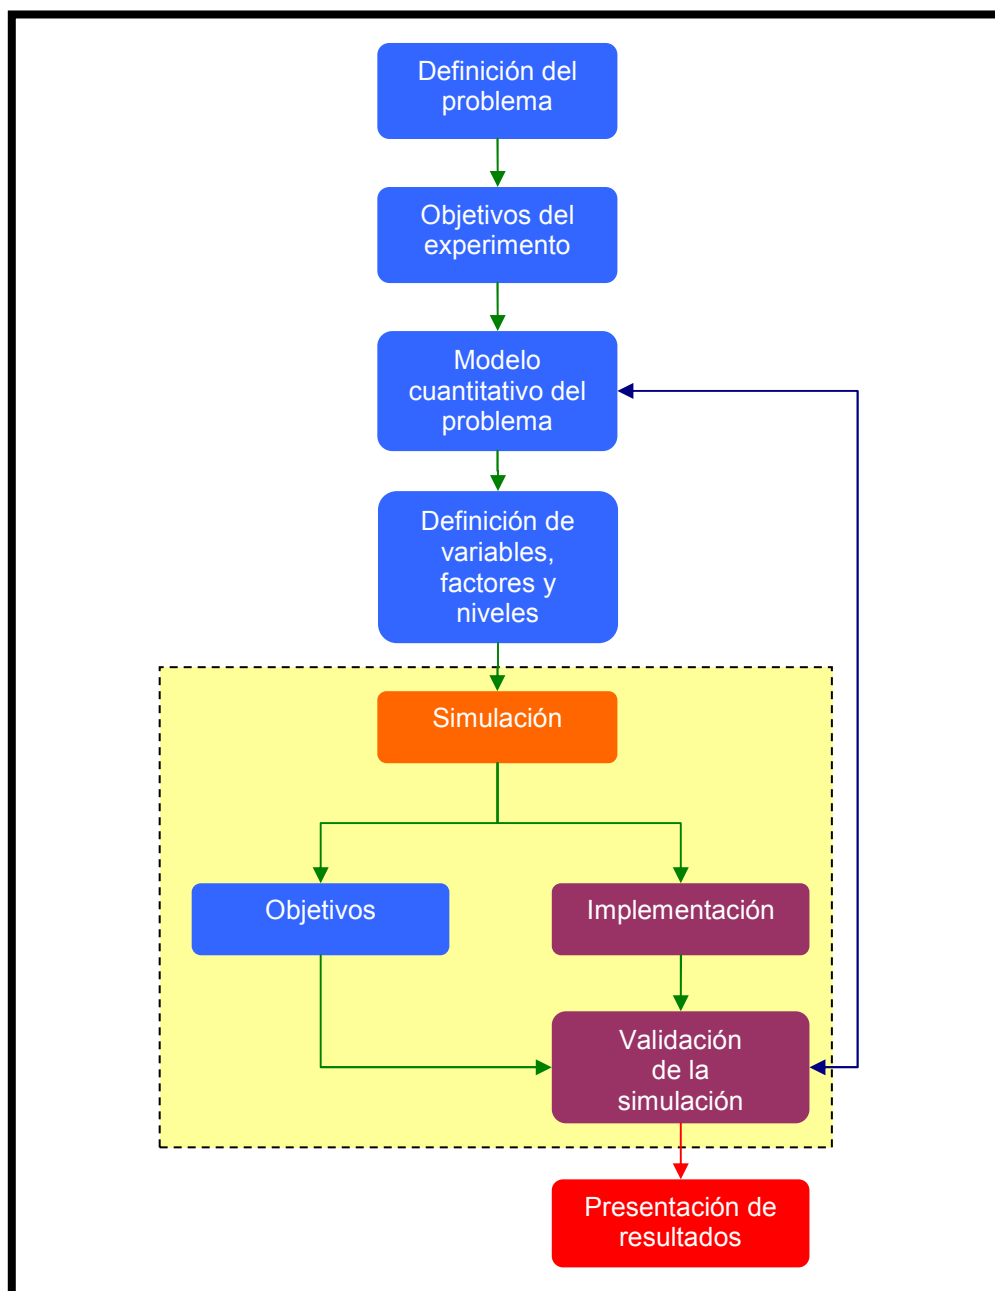 Definición del
problema
Objetivos del
experimento
Modelo
cuantitativo del
problema
Definición de
variables,
factores y
niveles
Simulación
Objetivos
Implementación
Validación
de la
simulación
Presentación de
resultados